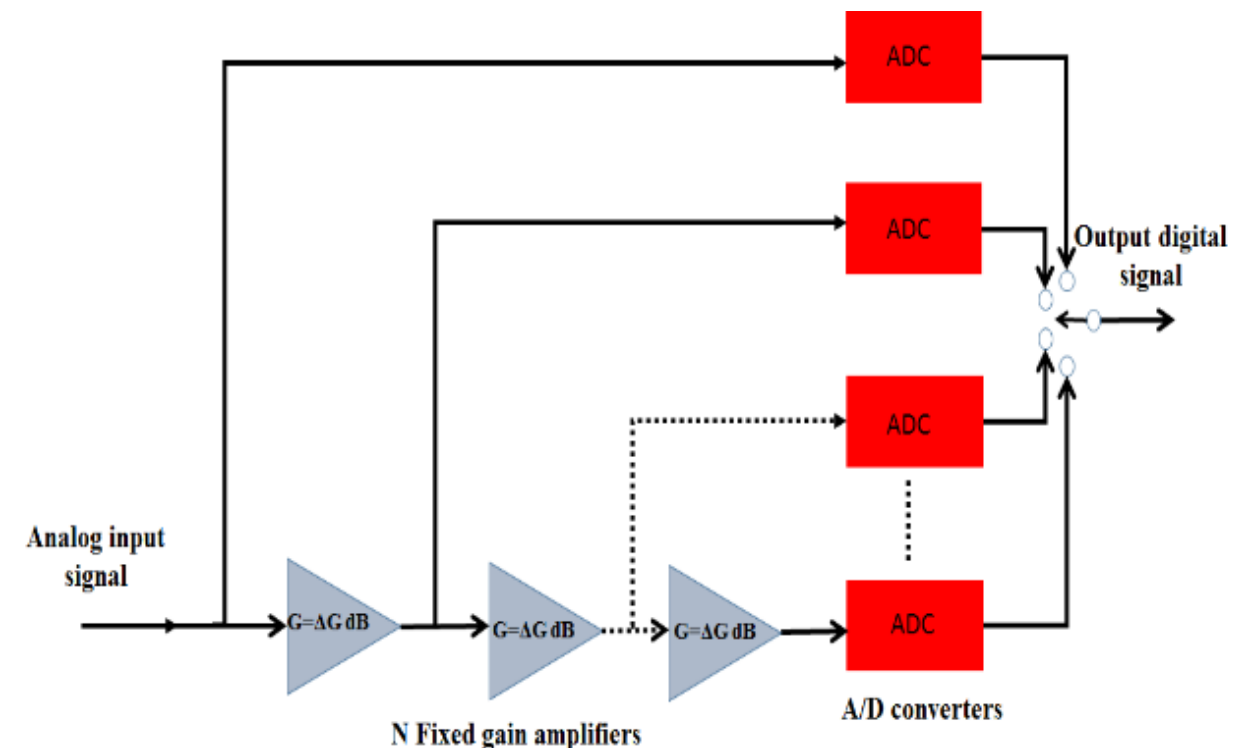 ADC
ADC
Output digital
signal
ADC
Analog input
signal
G=ΔG dB
G=ΔG dB
G=ΔG dB
ADC
A/D converters
N Fixed gain amplifiers